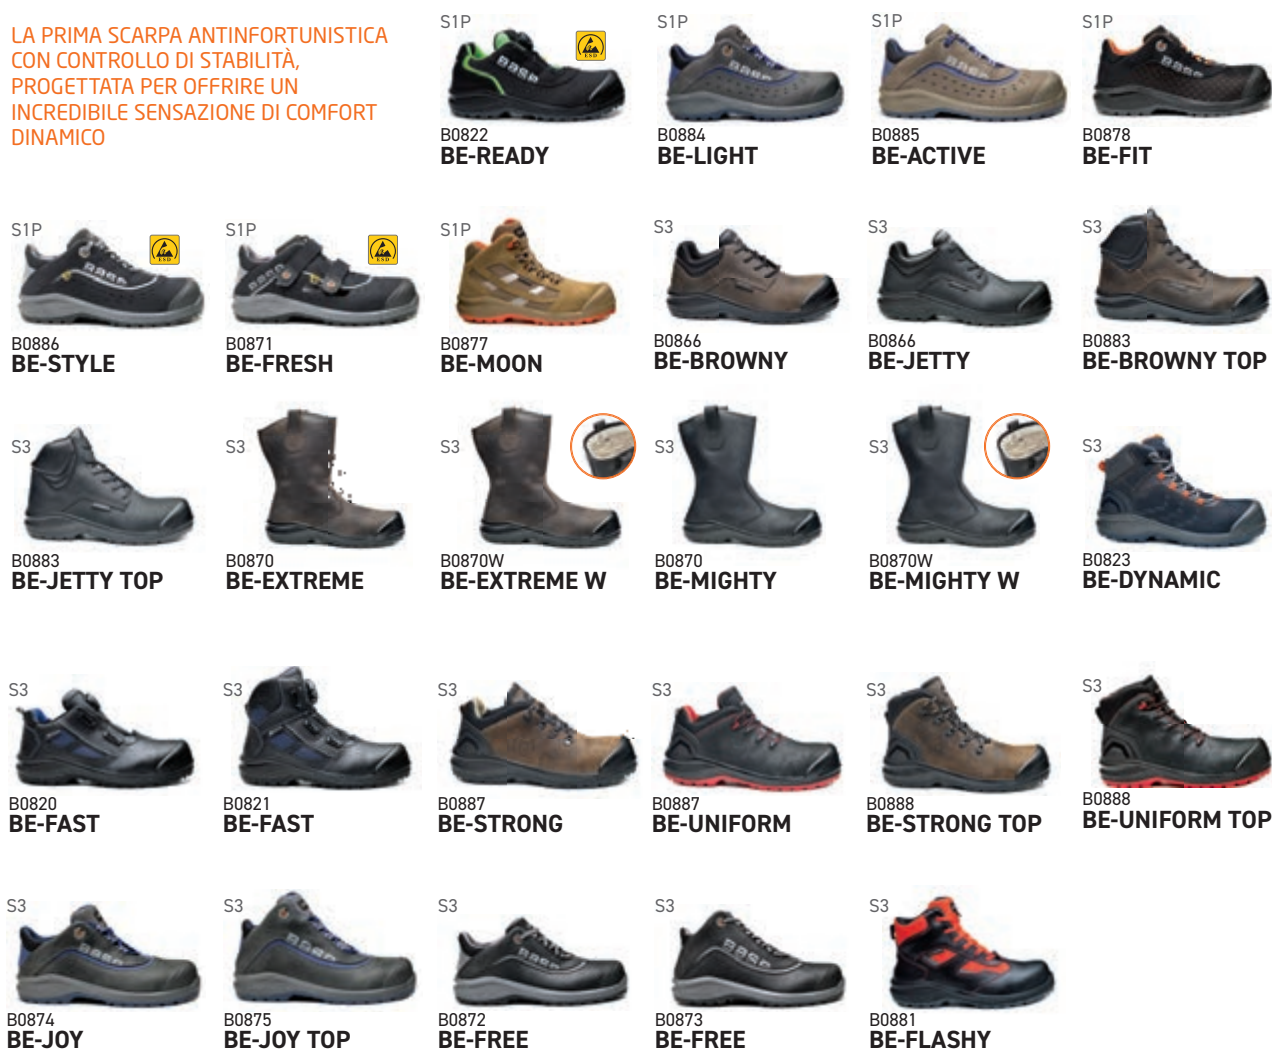 LA PRIMA SCARPA ANTINFORTUNISTICA
CON CONTROLLO DI STABILITÀ,
PROGETTATA PER OFFRIRE UN
INCREDIBILE SENSAZIONE DI COMFORT
DINAMICO
S1P
ESD
B0822
BE-READY
S1P
B0884
BE-LIGHT
S1P
B0885
BE-ACTIVE
S1P
B0878
BE-FIT
S1P
ESD
B0886
BE-STYLE
S1P
ESD
B0871
BE-FRESH
S1P
B0877
BE-MOON
S3
B0866
BE-BROWNY
S3
B0866
BE-JETTY
S3
B0883
BE-BROWNY TOP
S3
B0883
BE-JETTY TOP
S3
B0870
BE-EXTREME
S3
B0870W
BE-EXTREME W
S3
B0870
BE-MIGHTY
S3
B0870W
BE-MIGHTY W
S3
B0823
BE-DYNAMIC
S3
B0820
BE-FAST
S3
B0821
BE-FAST
S3
B0887
BE-STRONG
S3
B0887
BE-UNIFORM
S3
B0888
BE-STRONG TOP
S3
B0888
BE-UNIFORM TOP
S3
B0874
BE-JOY
S3
B0875
BE-JOY TOP
S3
B0872
BE-FREE
S3
B0873
BE-FREE
S3
B0881
BE-FLASHY